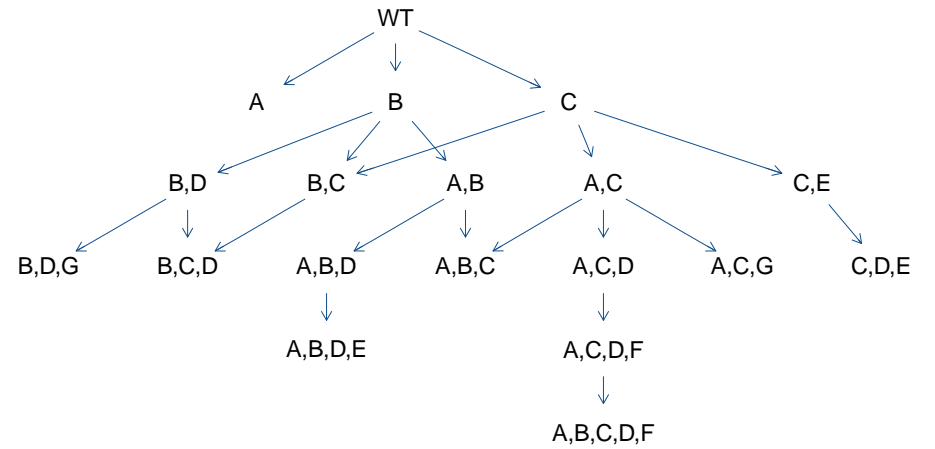 WT
A B C
B,D B,C A,B A,C C,E
B,D,G B,C,D A,B,D A,B,C A,C,D A,C,G C,D,E
A,B,D,E A,C,D,F
A,B,C,D,F